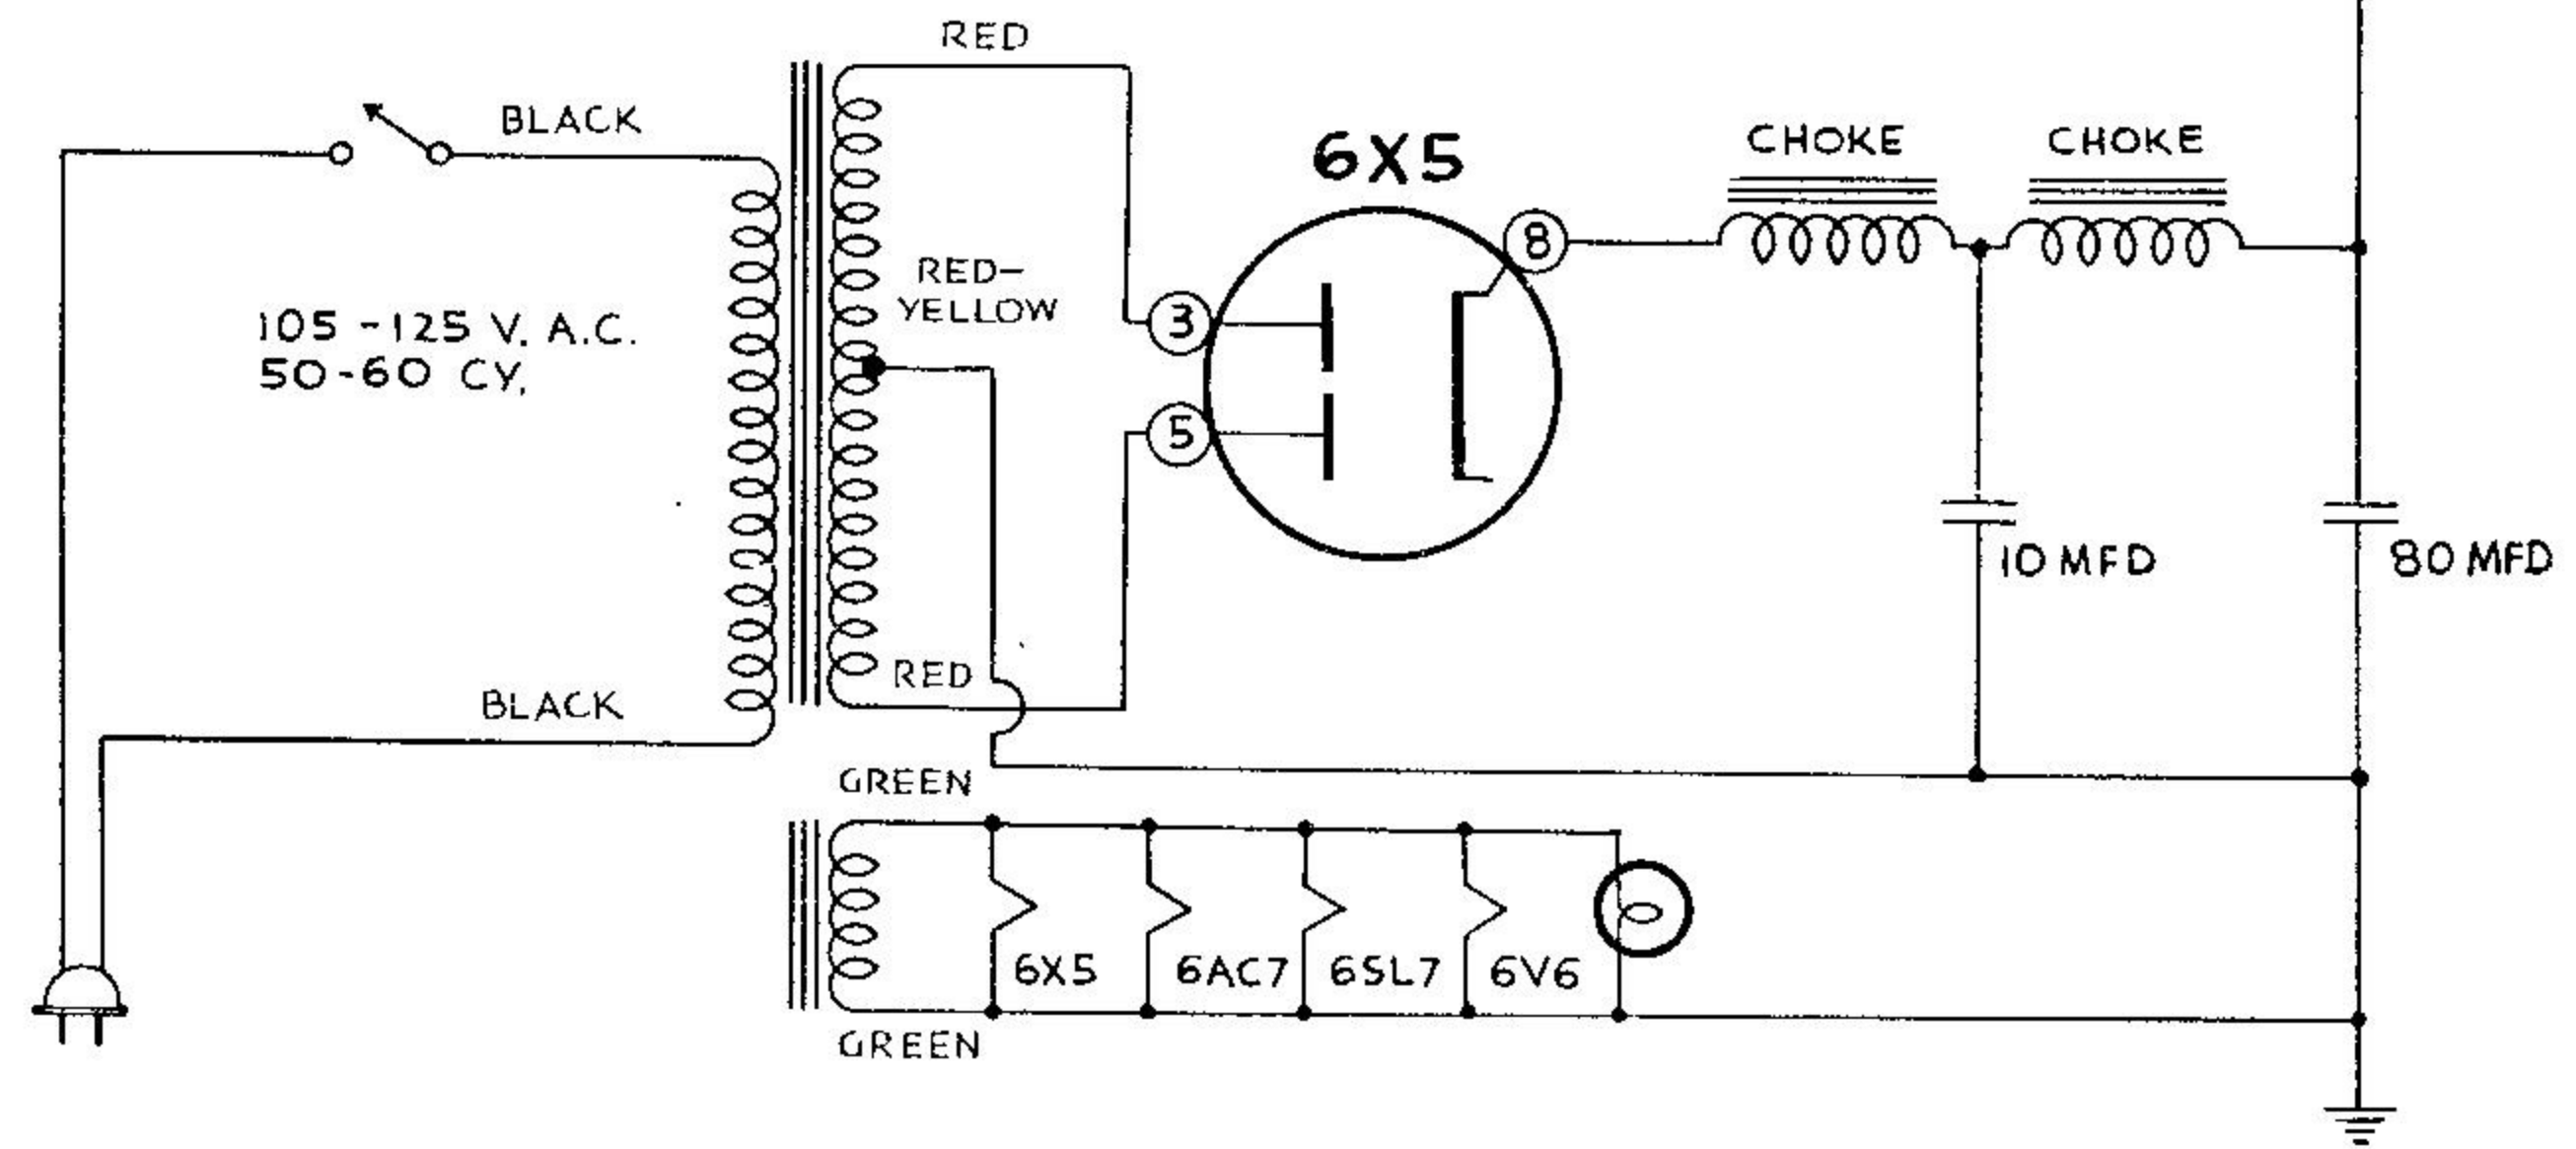 RED
BLACK
CHOKE
CHOKE
6X5
8
RED-
YELLOW
105-125 V. A.C.
50-60 CY.
3
5
10 MFD
80 MFD
RED
BLACK
GREEN
6X5
6AC7
6SL7
6V6
GREEN